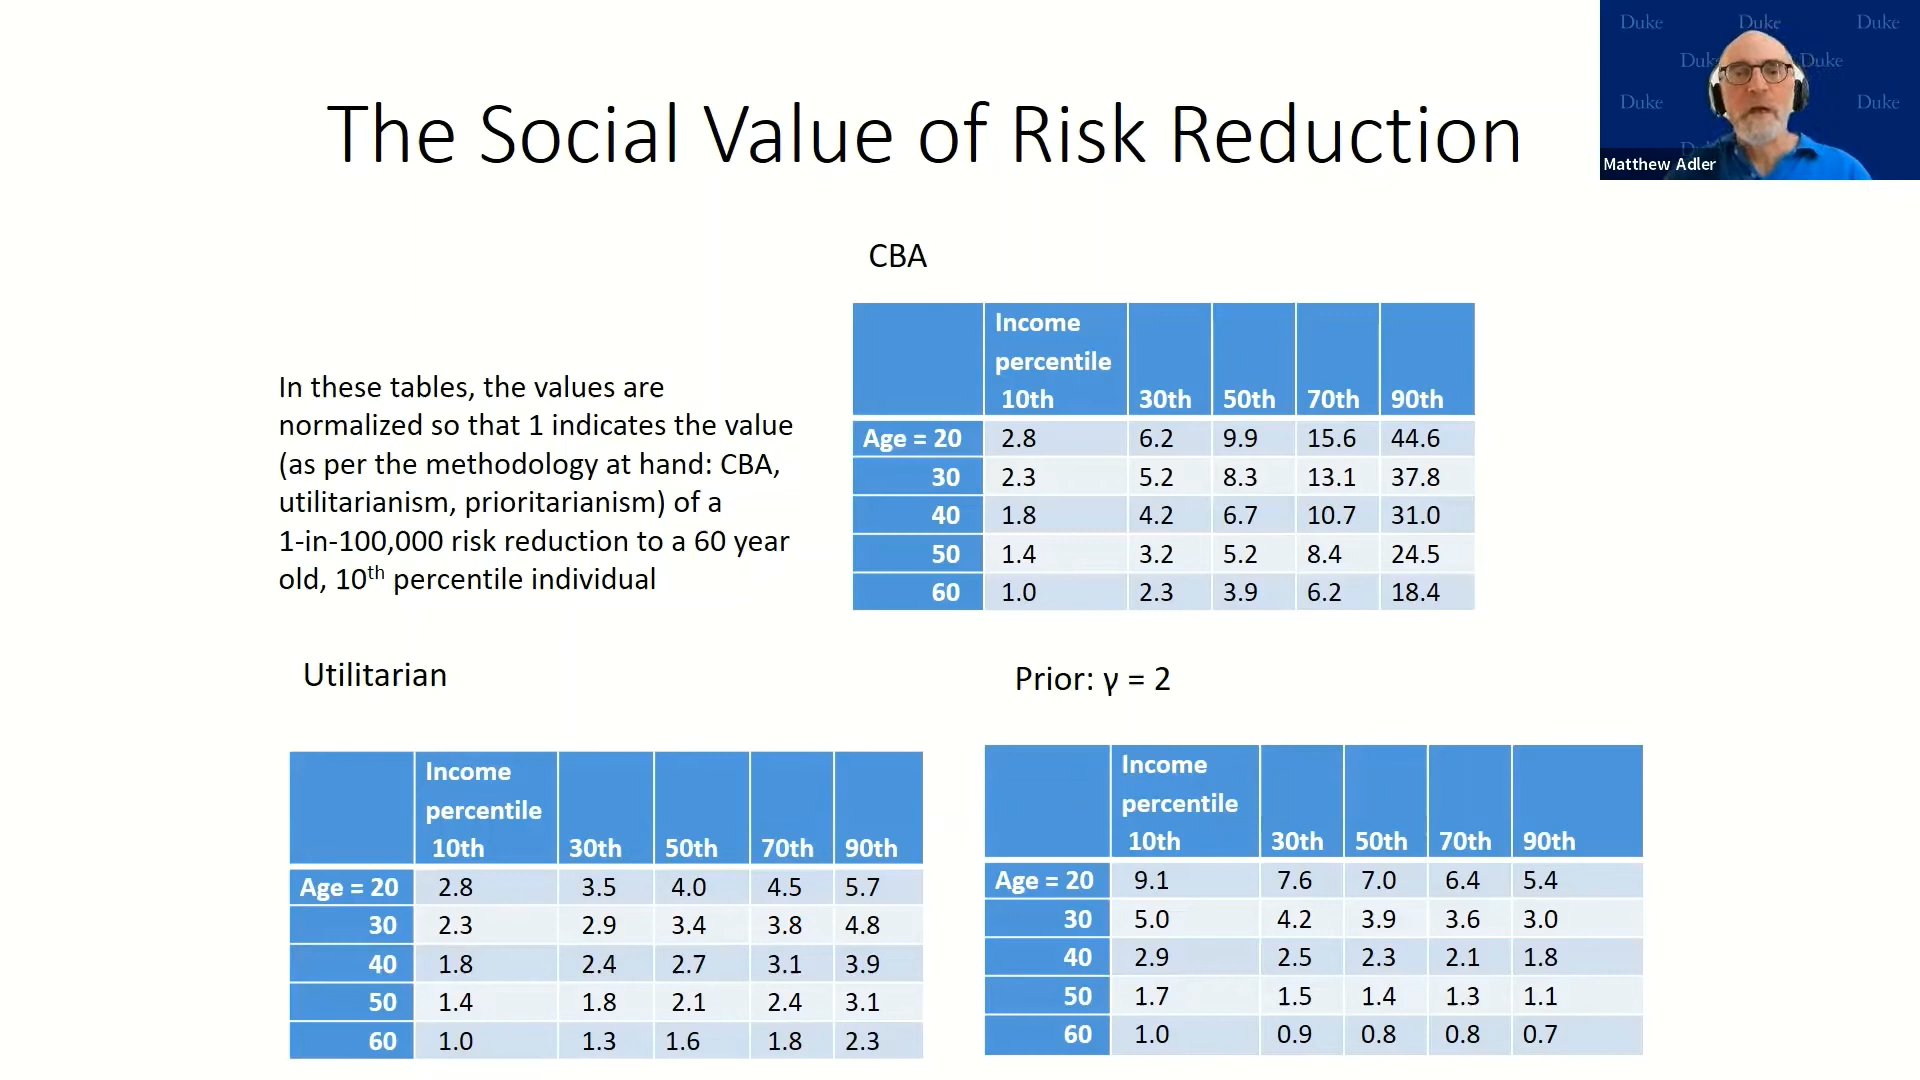 The Social Value of Risk Reduction
Duke Duke Duke
Duke Duke
Duke Duke
Matthew Adler
CBA
In these tables, the values are
normalized so that 1 indicates the value
(as per the methodology at hand: CBA,
utilitarianism, prioritarianism) of a
1-in-100,000 risk reduction to a 60 year
old, 10th percentile individual
Income
percentile
10th 30th 50th 70th 90th
Age = 20 2.8 6.2 9.9 15.6 44.6
30 2.3 5.2 8.3 13.1 37.8
40 1.8 4.2 6.7 10.7 31.0
50 1.4 3.2 5.2 8.4 24.5
60 1.0 2.3 3.9 6.2 18.4
Utilitarian
Income
percentile
10th 30th 50th 70th 90th
Age = 20 2.8 3.5 4.0 4.5 5.7
30 2.3 2.9 3.4 3.8 4.8
40 1.8 2.4 2.7 3.1 3.9
50 1.4 1.8 2.1 2.4 3.1
60 1.0 1.3 1.6 1.8 2.3
Prior: γ = 2
Income
percentile
10th 30th 50th 70th 90th
Age = 20 9.1 7.6 7.0 6.4 5.4
30 5.0 4.2 3.9 3.6 3.0
40 2.9 2.5 2.3 2.1 1.8
50 1.7 1.5 1.4 1.3 1.1
60 1.0 0.9 0.8 0.8 0.7